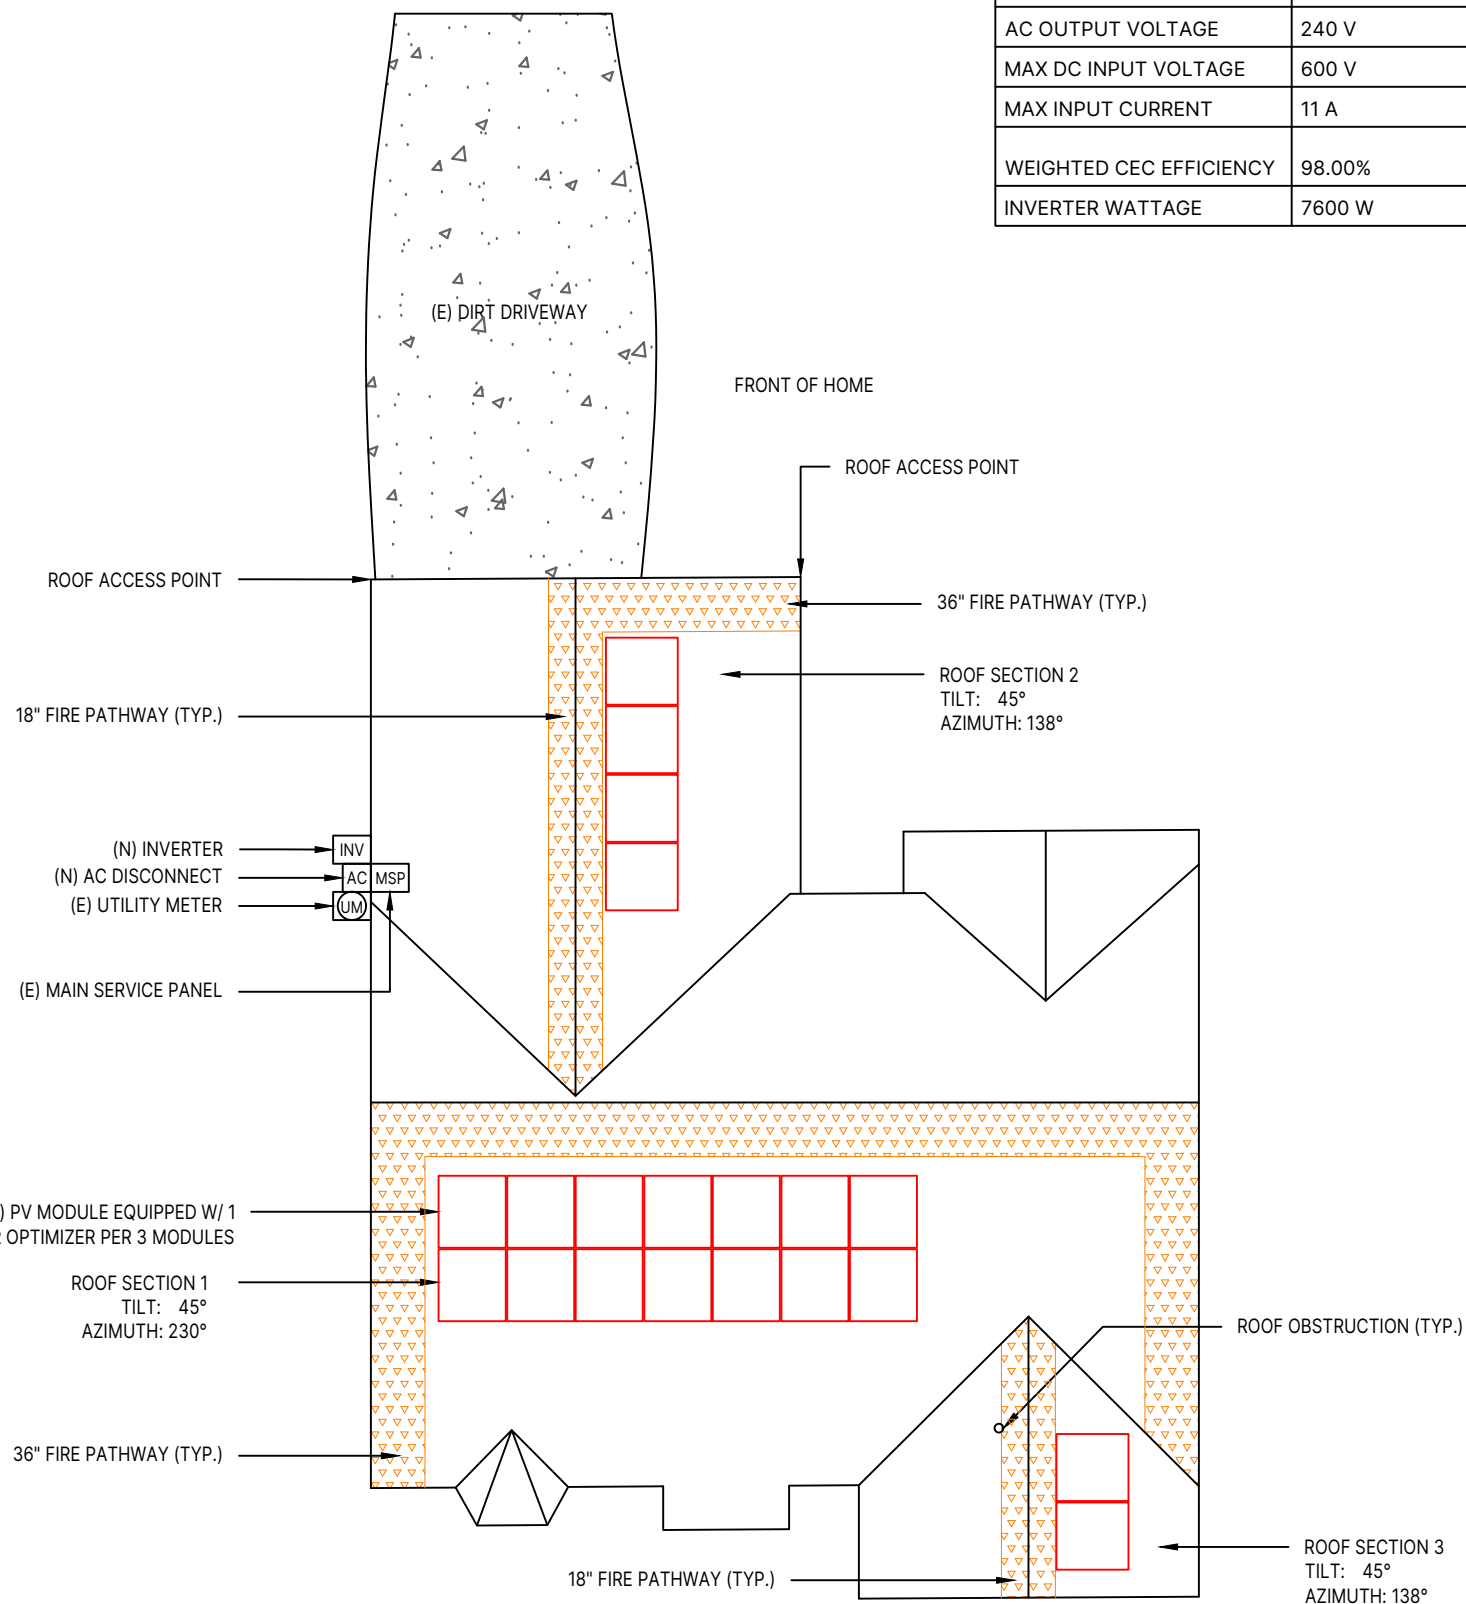 AC OUTPUT VOLTAGE 240 V
MAX DC INPUT VOLTAGE 600 V
MAX INPUT CURRENT 11 A
WEIGHTED CEC EFFICIENCY 98.00%
INVERTER WATTAGE 7600 W
(E) DIRT DRIVEWAY
FRONT OF HOME
ROOF ACCESS POINT
ROOF ACCESS POINT
36" FIRE PATHWAY (TYP.)
ROOF SECTION 2
TILT: 45°
AZIMUTH: 138°
18" FIRE PATHWAY (TYP.)
(N) INVERTER
INV
(N) AC DISCONNECT
AC MSP
(E) UTILITY METER
UM
(E) MAIN SERVICE PANEL
) PV MODULE EQUIPPED W/ 1
OPTIMIZER PER 3 MODULES
ROOF SECTION 1
TILT: 45°
AZIMUTH: 230°
ROOF OBSTRUCTION (TYP.)
36" FIRE PATHWAY (TYP.)
18" FIRE PATHWAY (TYP.)
ROOF SECTION 3
TILT: 45°
AZIMUTH: 138°